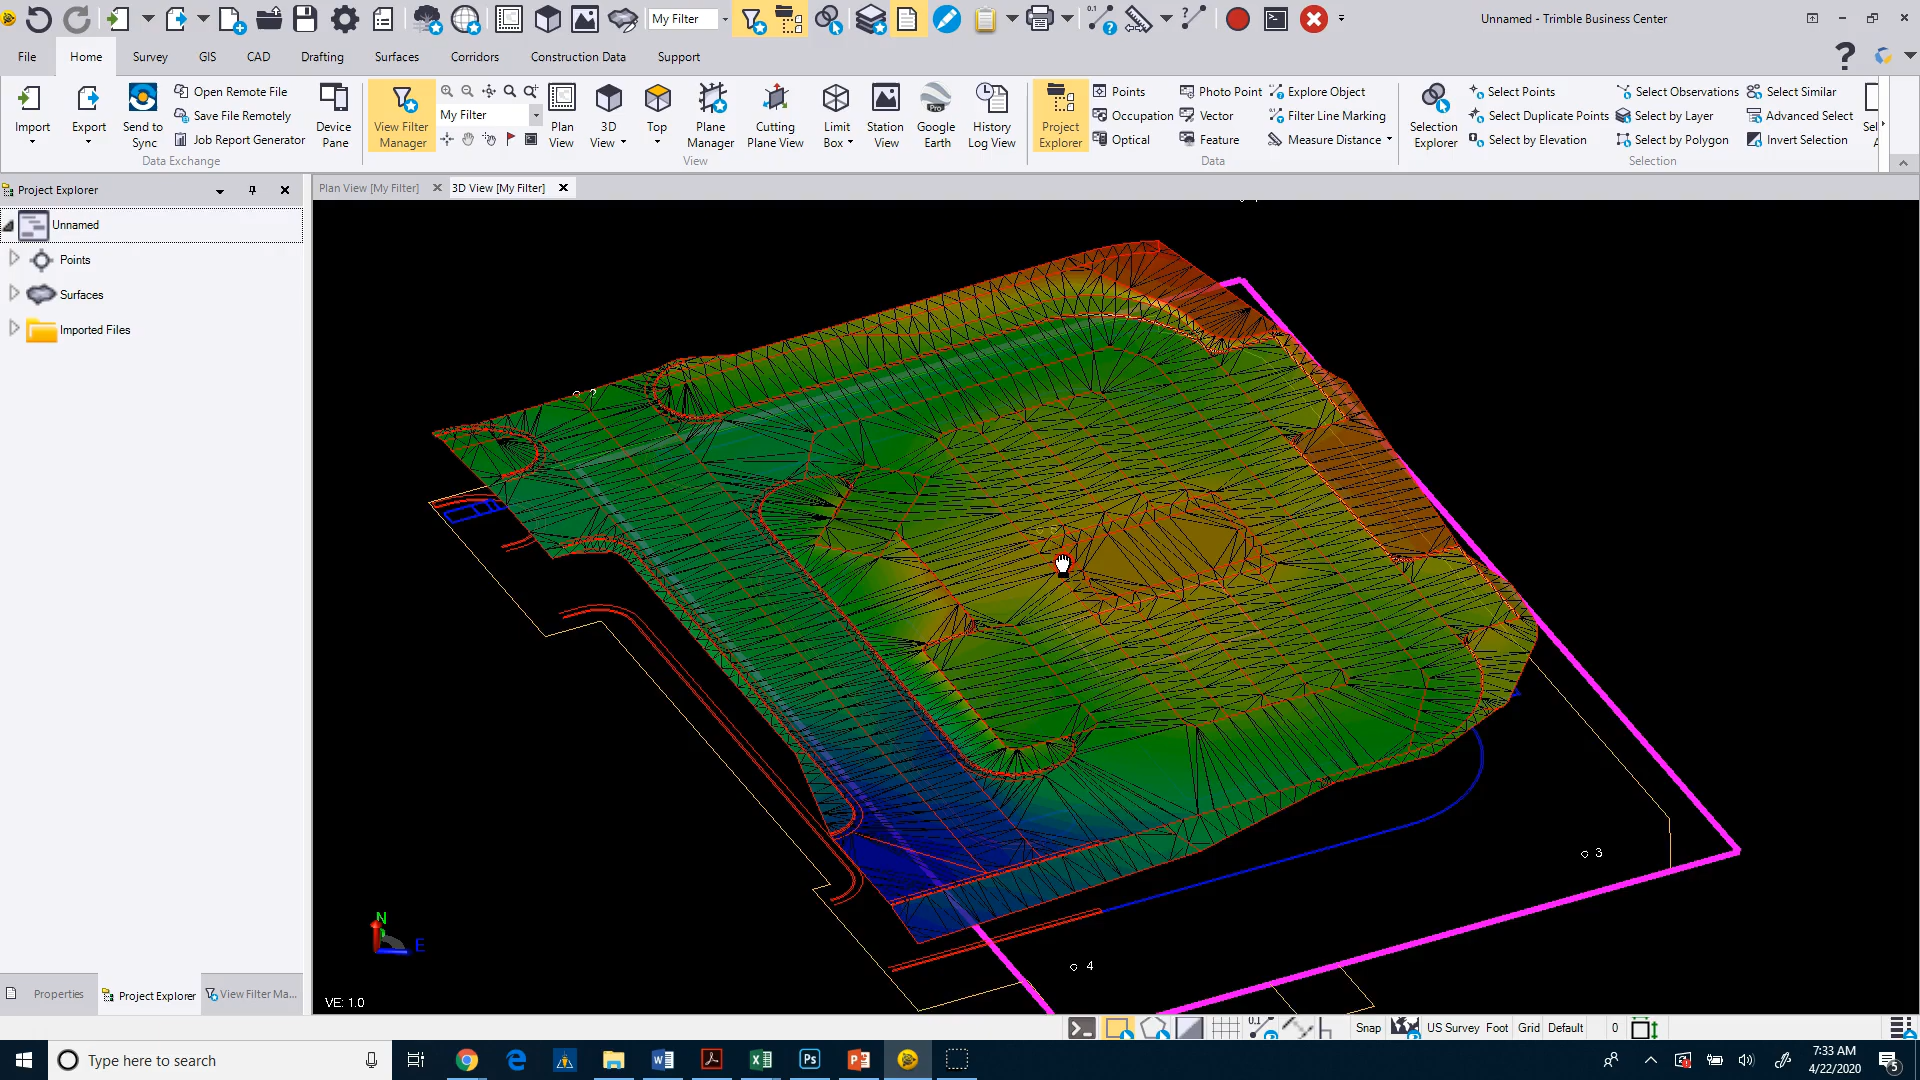 My Filter
Unnamed - Trimble Business Center
File
Home
Survey
GIS
CAD
Drafting
Surfaces
Corridors
Construction Data
Support
Import
Export
Send to
Sync
Open Remote File
Save File Remotely
Job Report Generator
Device
Pane
Data Exchange
View Filter
Manager
My Filter
Plan
View
3D
View
Top
Plane
Manager
Cutting
Plane View
Limit
Box
Station
View
Google
Earth
History
Log View
View
Project
Explorer
Points
Occupation
Optical
Photo Point
Vector
Feature
Explore Object
Filter Line Marking
Measure Distance
Data
Selection
Explorer
Select Points
Select Duplicate Points
Select by Elevation
Select Observations
Select by Layer
Select by Polygon
Select Similar
Advanced Select
Invert Selection
Selection
Project Explorer
Unnamed
Points
Surfaces
Imported Files
Plan View [My Filter]
3D View [My Filter]
2
3
4
N
E
VE: 1.0
Properties
Project Explorer
View Filter Ma...
Snap
US Survey Foot
Grid
Default
0
Type here to search
7:33 AM
4/22/2020
5